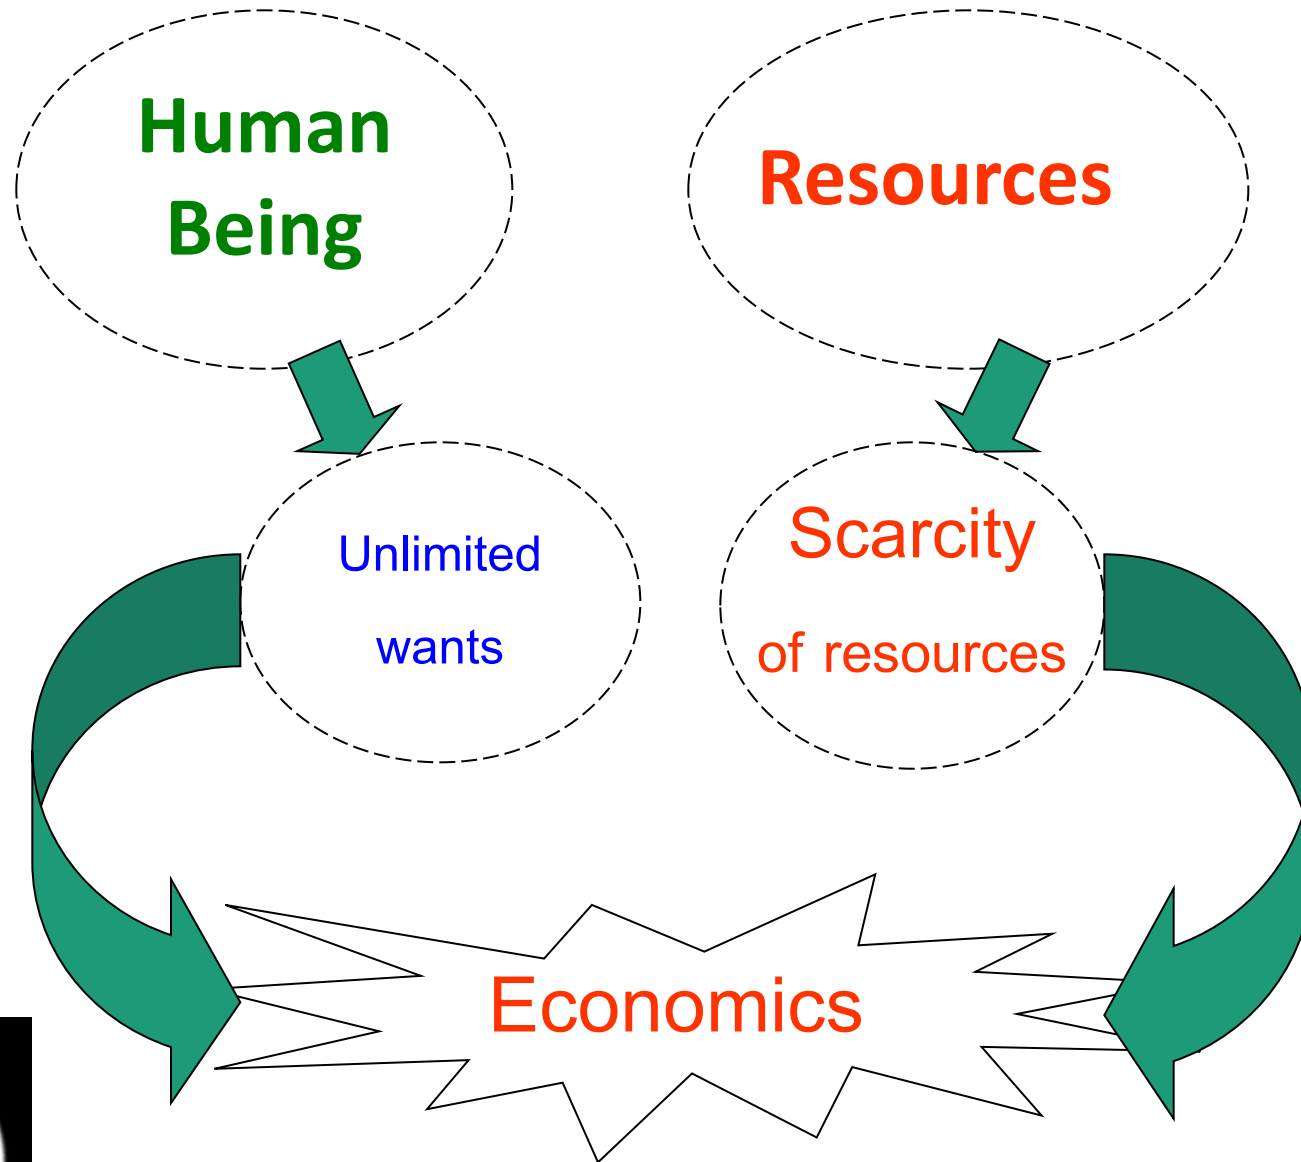 Human
Being
Resources
Unlimited
wants
Scarcity
of resources
Economics